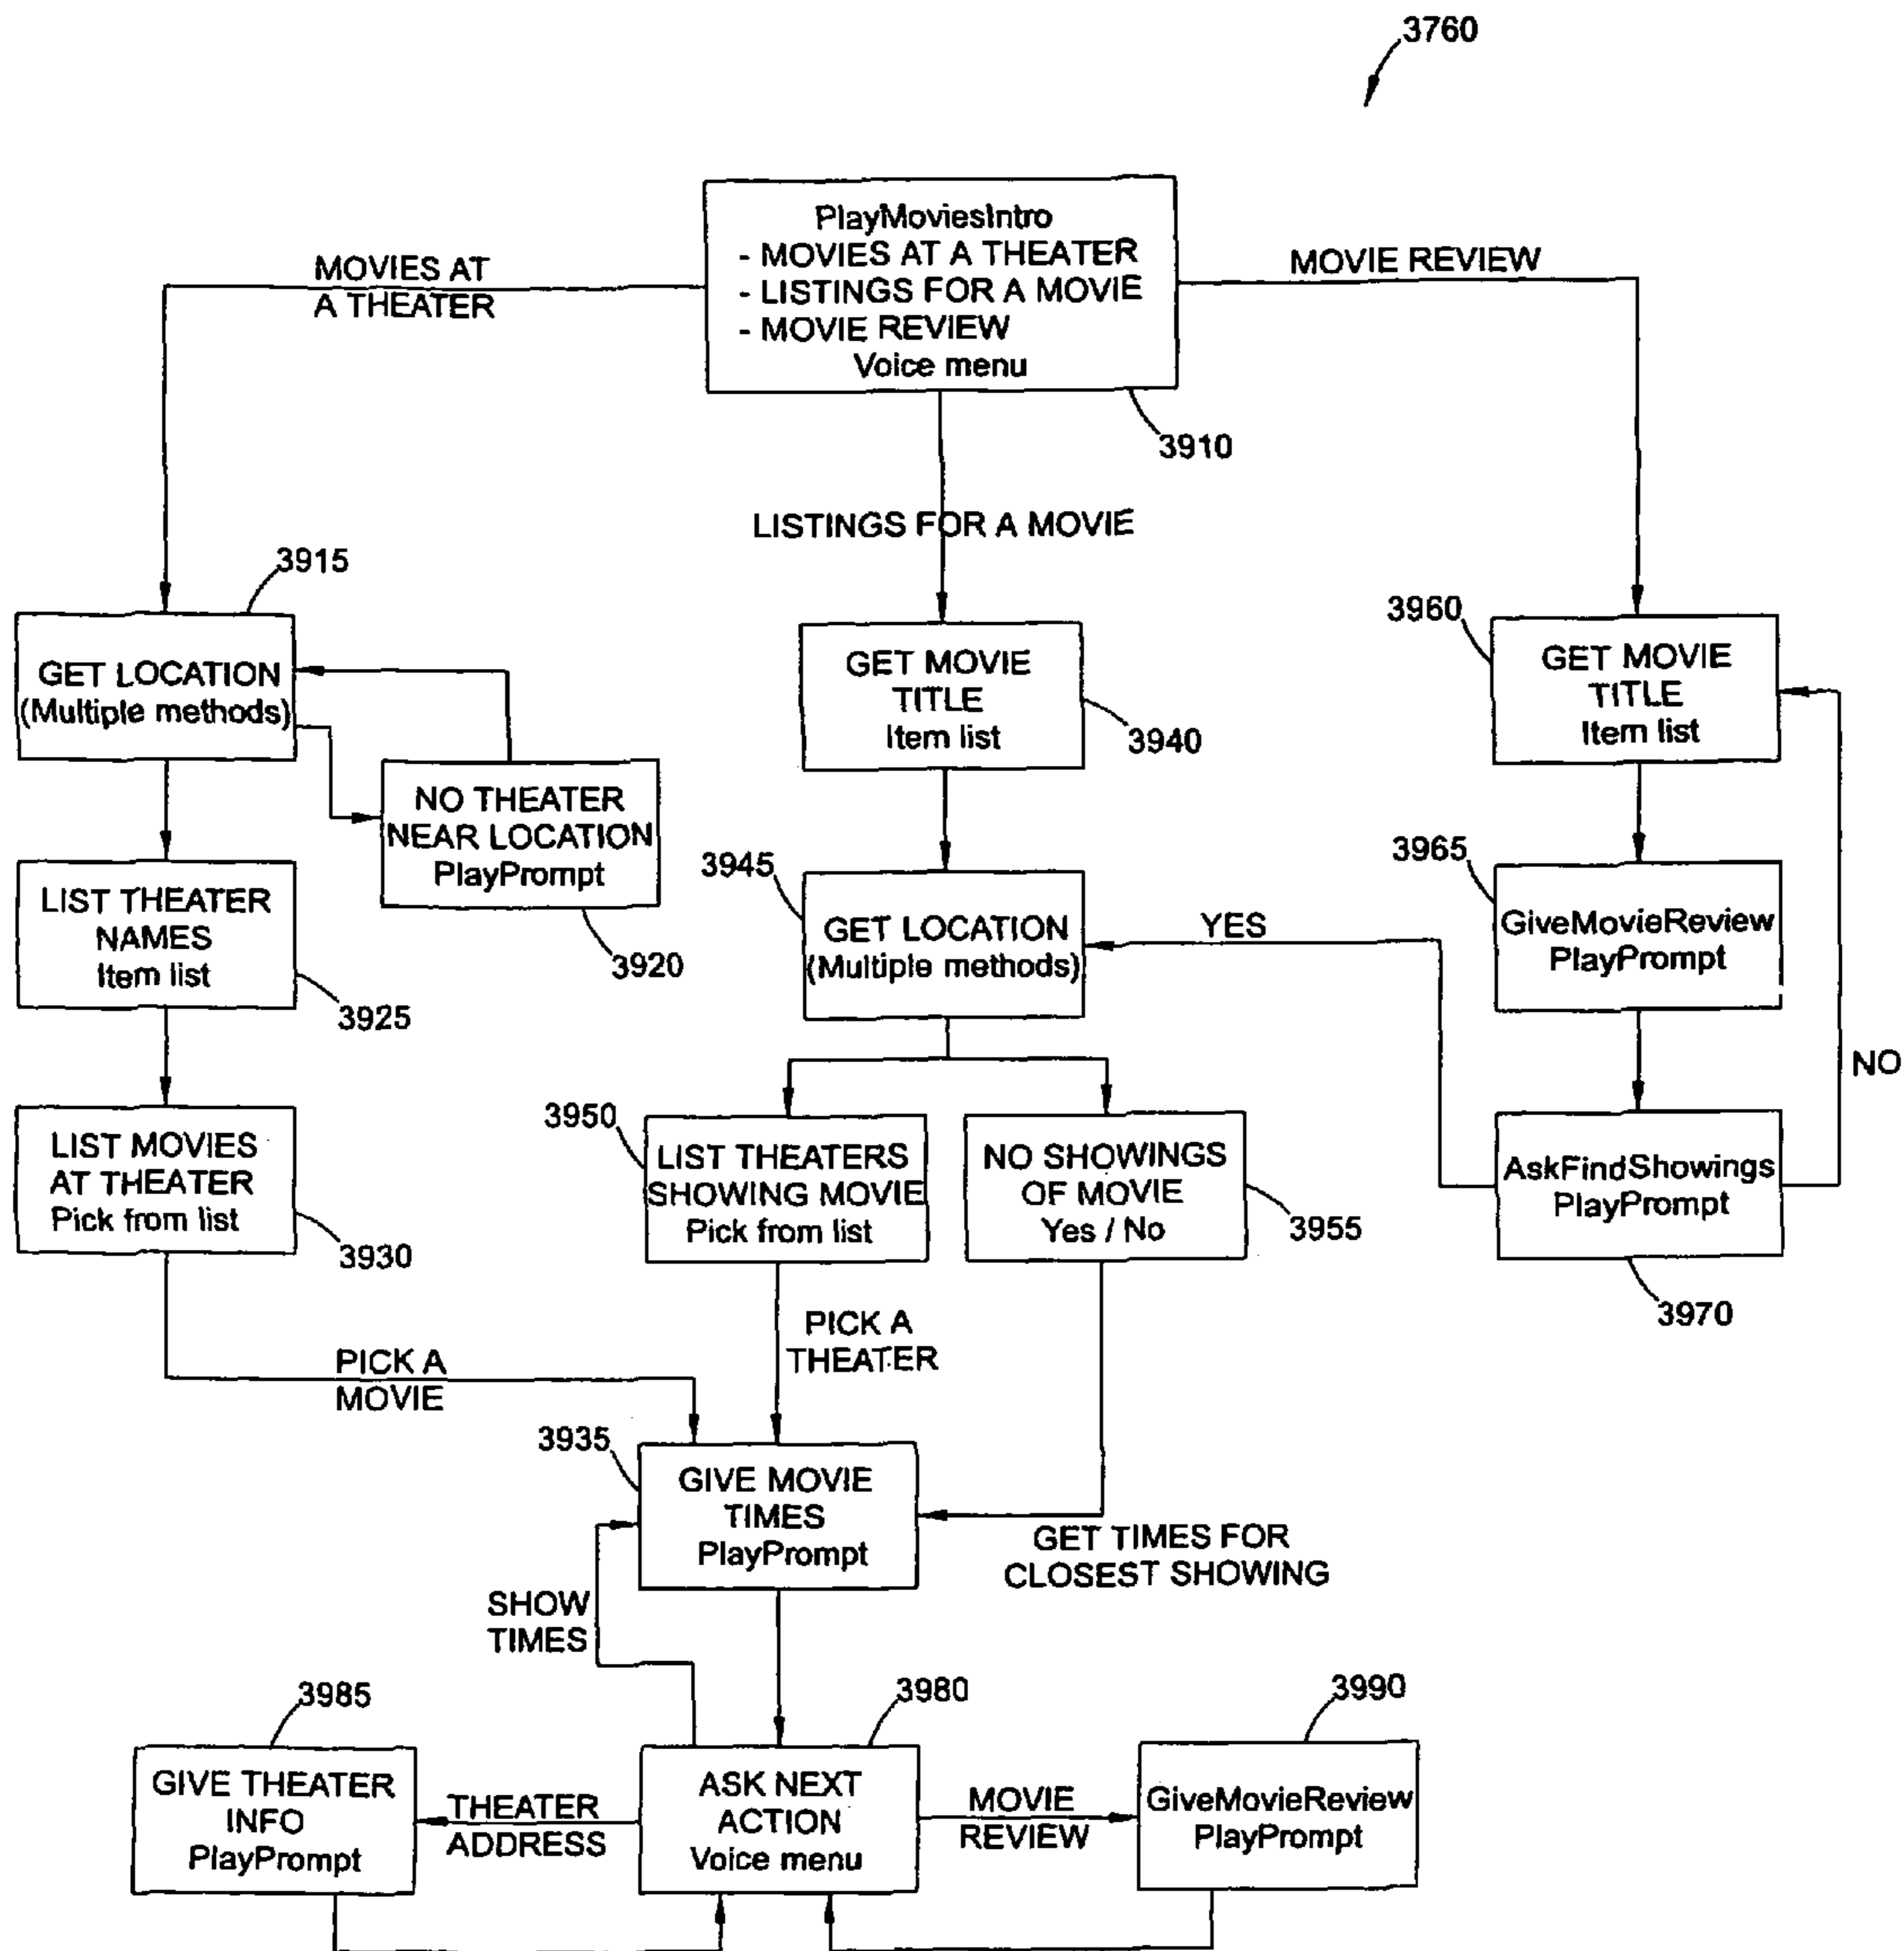 3760
PlayMoviesIntro
- MOVIES AT A THEATER
- LISTINGS FOR A MOVIE
- MOVIE REVIEW
Voice menu
3910
MOVIES AT
A THEATER
MOVIE REVIEW
LISTINGS FOR A MOVIE
3915
GET LOCATION
(Multiple methods)
NO THEATER
NEAR LOCATION
PlayPrompt
3920
LIST THEATER
NAMES
Item list
3925
LIST MOVIES
AT THEATER
Pick from list
3930
PICK A
MOVIE
GET MOVIE
TITLE
Item list
3940
3945
GET LOCATION
(Multiple methods)
YES
3950
LIST THEATERS
SHOWING MOVIE
Pick from list
NO SHOWINGS
OF MOVIE
Yes / No
3955
PICK A
THEATER
3960
GET MOVIE
TITLE
Item list
3965
GiveMovieReview
PlayPrompt
NO
AskFindShowings
PlayPrompt
3970
3935
GIVE MOVIE
TIMES
PlayPrompt
GET TIMES FOR
CLOSEST SHOWING
SHOW
TIMES
3985
GIVE THEATER
INFO
PlayPrompt
THEATER
ADDRESS
3980
ASK NEXT
ACTION
Voice menu
MOVIE
REVIEW
3990
GiveMovieReview
PlayPrompt